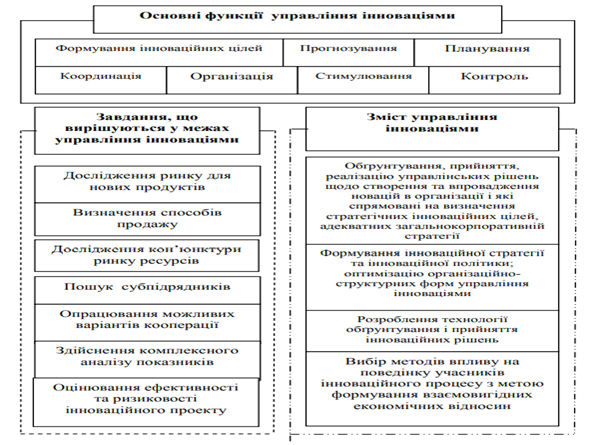 Основні функції управління інноваціями
Формування інноваційних цілей
Прогнозування
Планування
Координація
Організація
Стимулювання
Контроль
Завдання, що
вирішуються у межах
управління інноваціями
Дослідження ринку для
нових продуктів
Визначення способів
продажу
Дослідження кон’юнктури
ринку ресурсів
Пошук субпідрядників
Опрацювання можливих
варіантів кооперації
Здійснення комплексного
аналізу показників
Оцінювання ефективності
та ризиковості
інноваційного проекту
Зміст управління
інноваціями
Обґрунтування, прийняття,
реалізацію управлінських рішень
щодо створення та впровадження
новацій в організації і які
спрямовані на визначення
стратегічних інноваційних цілей,
адекватних загальнокорпоративній
стратегії
Формування інноваційної стратегії
та інноваційної політики;
оптимізацію організаційно-
структурних форм управління
інноваціями
Розроблення технології
обґрунтування і прийняття
інноваційних рішень
Вибір методів впливу на
поведінку учасників
інноваційного процесу з метою
формування взаємовигідних
економічних відносин